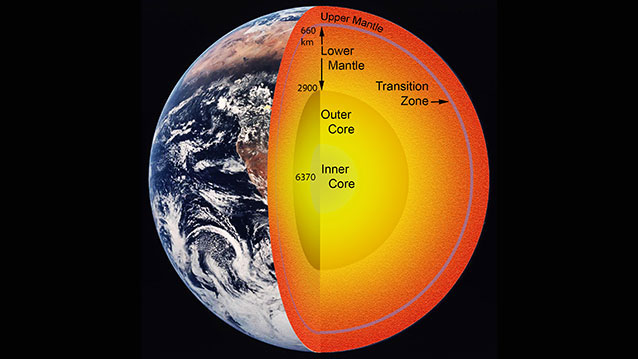 Upper Mantle
660
km
Lower
Mantle
2900
Transition
Zone
Outer
Core
Inner
Core
6370